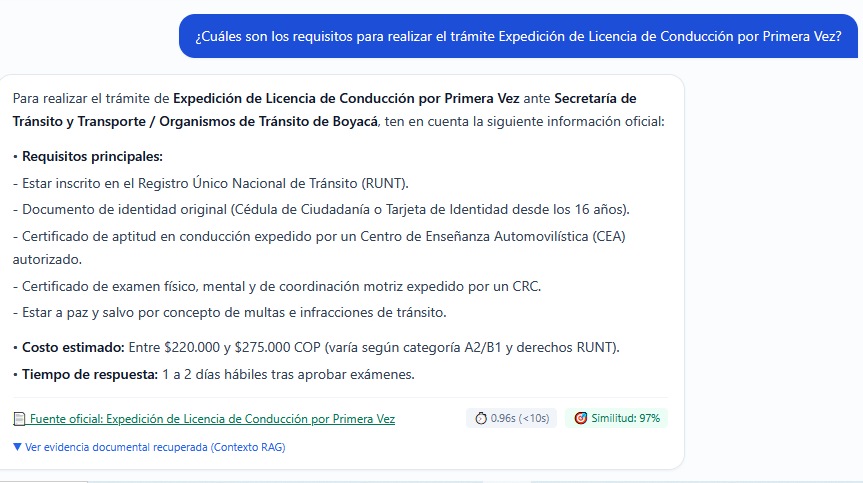 ¿Cuáles son los requisitos para realizar el trámite Expedición de Licencia de Conducción por Primera Vez?
Para realizar el trámite de Expedición de Licencia de Conducción por Primera Vez ante Secretaría de
Tránsito y Transporte / Organismos de Tránsito de Boyacá, ten en cuenta la siguiente información oficial:
• Requisitos principales:
- Estar inscrito en el Registro Único Nacional de Tránsito (RUNT).
- Documento de identidad original (Cédula de Ciudadanía o Tarjeta de Identidad desde los 16 años).
- Certificado de aptitud en conducción expedido por un Centro de Enseñanza Automovilística (CEA)
autorizado.
- Certificado de examen físico, mental y de coordinación motriz expedido por un CRC.
- Estar a paz y salvo por concepto de multas e infracciones de tránsito.
• Costo estimado: Entre $220.000 y $275.000 COP (varía según categoría A2/B1 y derechos RUNT).
• Tiempo de respuesta: 1 a 2 días hábiles tras aprobar exámenes.
Fuente oficial: Expedición de Licencia de Conducción por Primera Vez
0.96s (<10s)
Similitud: 97%
▼ Ver evidencia documental recuperada (Contexto RAG)